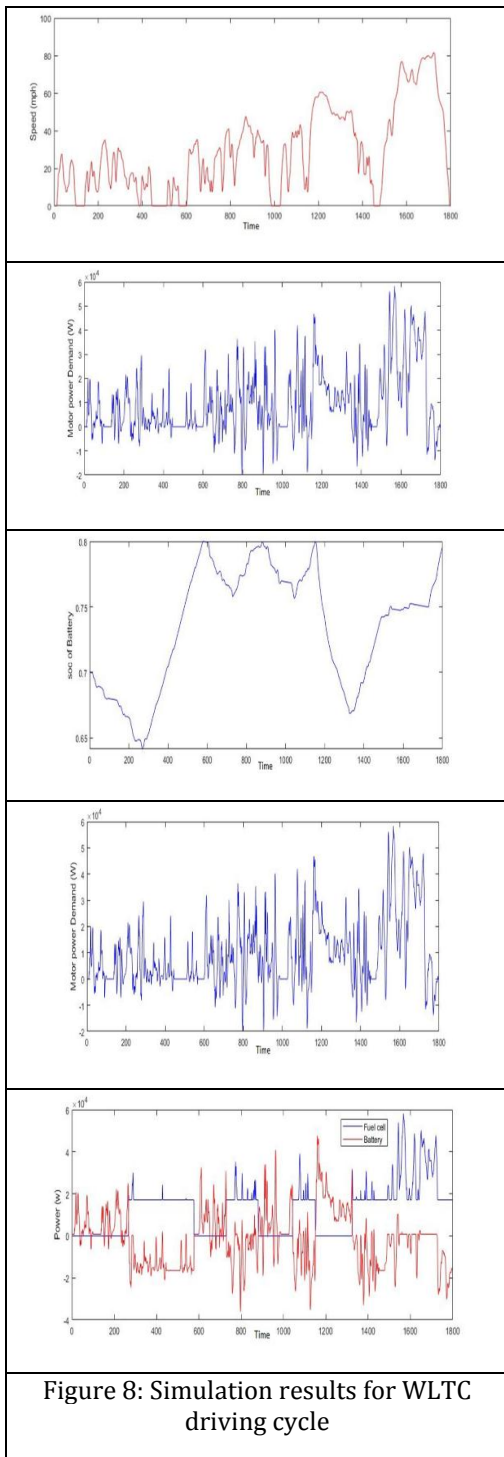 100
80
60
40
20
0
Speed (mph)
0 200 400 600 800 1000 1200 1400 1600 1800
Time
× 10⁴
6
5
4
3
2
1
0
-1
-2
Motor power Demand (W)
0 200 400 600 800 1000 1200 1400 1600 1800
Time
0.8
0.75
0.7
0.65
soc of Battery
0 200 400 600 800 1000 1200 1400 1600 1800
Time
× 10⁴
6
5
4
3
2
1
0
-1
-2
Motor power Demand (W)
0 200 400 600 800 1000 1200 1400 1600 1800
Time
× 10⁴
6
4
2
0
-2
-4
Power (w)
Fuel cell
Battery
0 200 400 600 800 1000 1200 1400 1600 1800
Time
Figure 8: Simulation results for WLTC
driving cycle